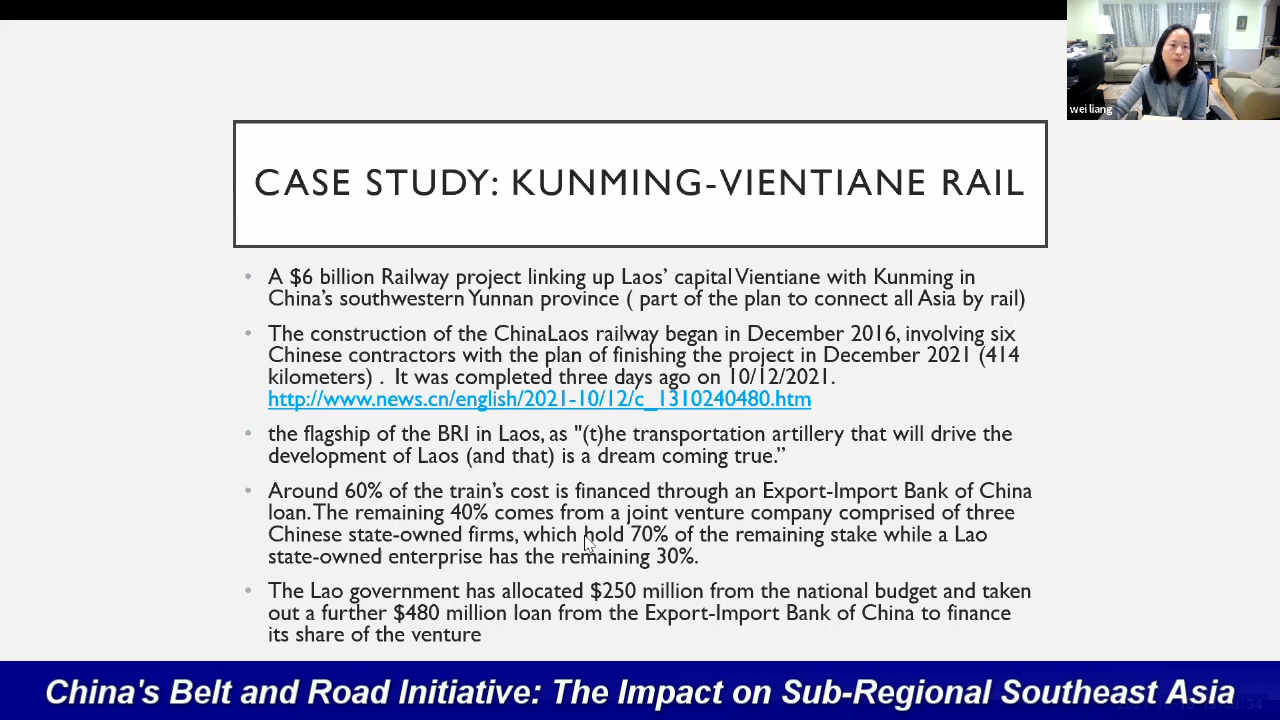 wei liang
CASE STUDY: KUNMING-VIENTIANE RAIL
• A $6 billion Railway project linking up Laos’ capital Vientiane with Kunming in
China’s southwestern Yunnan province ( part of the plan to connect all Asia by rail)
• The construction of the ChinaLaos railway began in December 2016, involving six
Chinese contractors with the plan of finishing the project in December 2021 (414
kilometers) . It was completed three days ago on 10/12/2021.
http://www.news.cn/english/2021-10/12/c_1310240480.htm
• the flagship of the BRI in Laos, as "(t)he transportation artillery that will drive the
development of Laos (and that) is a dream coming true.”
• Around 60% of the train’s cost is financed through an Export-Import Bank of China
loan. The remaining 40% comes from a joint venture company comprised of three
Chinese state-owned firms, which hold 70% of the remaining stake while a Lao
state-owned enterprise has the remaining 30%.
• The Lao government has allocated $250 million from the national budget and taken
out a further $480 million loan from the Export-Import Bank of China to finance
its share of the venture
China's Belt and Road Initiative: The Impact on Sub-Regional Southeast Asia